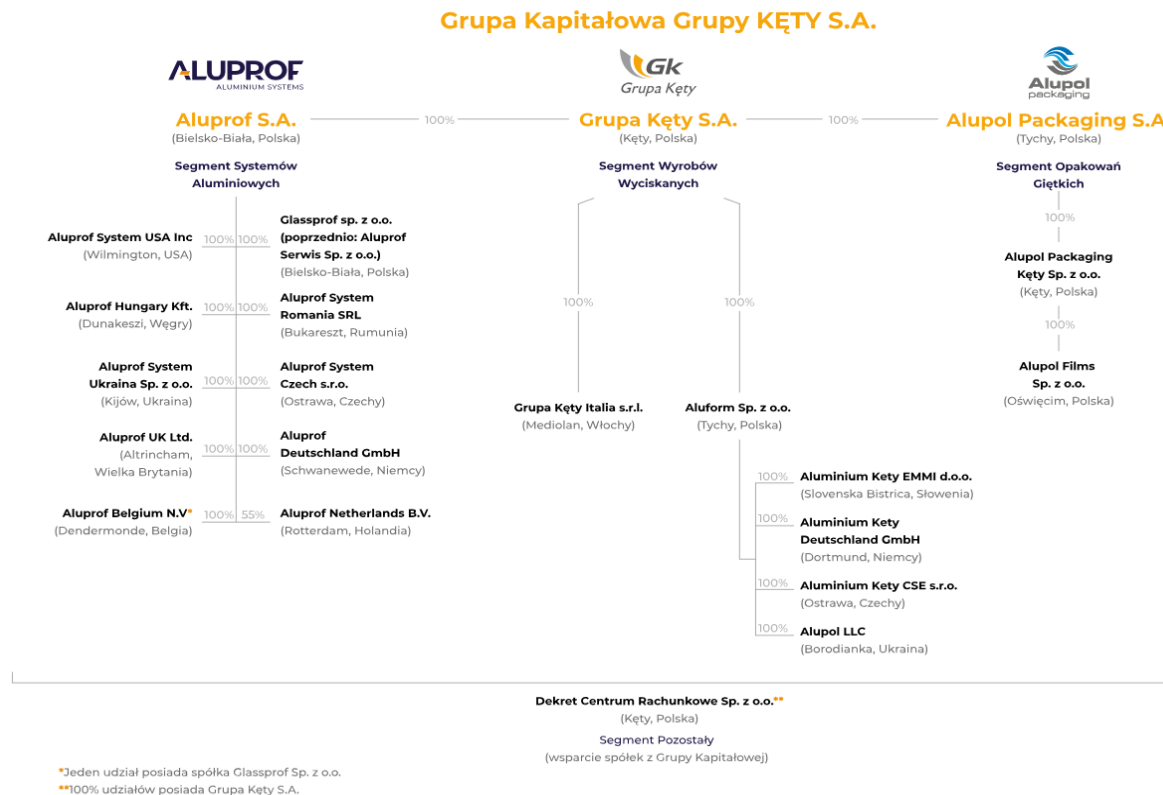 Grupa Kapitałowa Grupy KĘTY S.A.
ALUPROF
ALUMINIUM SYSTEMS
Gk
Grupa Kęty
Alupol
packaging
Aluprof S.A.
100%
Grupa Kęty S.A.
100%
Alupol Packaging S.A
(Bielsko-Biała, Polska)
(Kęty, Polska)
(Tychy, Polska)
Segment Systemów
Aluminiowych
Segment Wyrobów
Wyciskanych
Segment Opakowań
Giętkich
Aluprof System USA Inc
(Wilmington, USA)
100%
100%
Glassprof sp. z o.o.
(poprzednio: Aluprof
Serwis Sp. z o.o.)
(Bielsko-Biała, Polska)
Aluprof Hungary Kft.
(Dunakeszi, Węgry)
100%
100%
Aluprof System
Romania SRL
(Bukareszt, Rumunia)
Aluprof System
Ukraina Sp. z o.o.
(Kijów, Ukraina)
100%
100%
Aluprof System
Czech s.r.o.
(Ostrawa, Czechy)
Aluprof UK Ltd.
(Altrincham,
Wielka Brytania)
100%
100%
Aluprof
Deutschland GmbH
(Schwanewede, Niemcy)
Aluprof Belgium N.V*
(Dendermonde, Belgia)
100%
55%
Aluprof Netherlands B.V.
(Rotterdam, Holandia)
100%
Grupa Kęty Italia s.r.l.
(Mediolan, Włochy)
100%
Aluform Sp. z o.o.
(Tychy, Polska)
100%
Aluminium Kety EMMI d.o.o.
(Slovenska Bistrica, Słowenia)
100%
Aluminium Kety
Deutschland GmbH
(Dortmund, Niemcy)
100%
Aluminium Kety CSE s.r.o.
(Ostrawa, Czechy)
100%
Alupol LLC
(Borodianka, Ukraina)
100%
Alupol Packaging
Kęty Sp. z o.o.
(Kęty, Polska)
100%
Alupol Films
Sp. z o.o.
(Oświęcim, Polska)
Dekret Centrum Rachunkowe Sp. z o.o.**
(Kęty, Polska)
Segment Pozostały
(wsparcie spółek z Grupy Kapitałowej)
*Jeden udział posiada spółka Glassprof Sp. z o.o.
**100% udziałów posiada Grupa Kęty S.A.